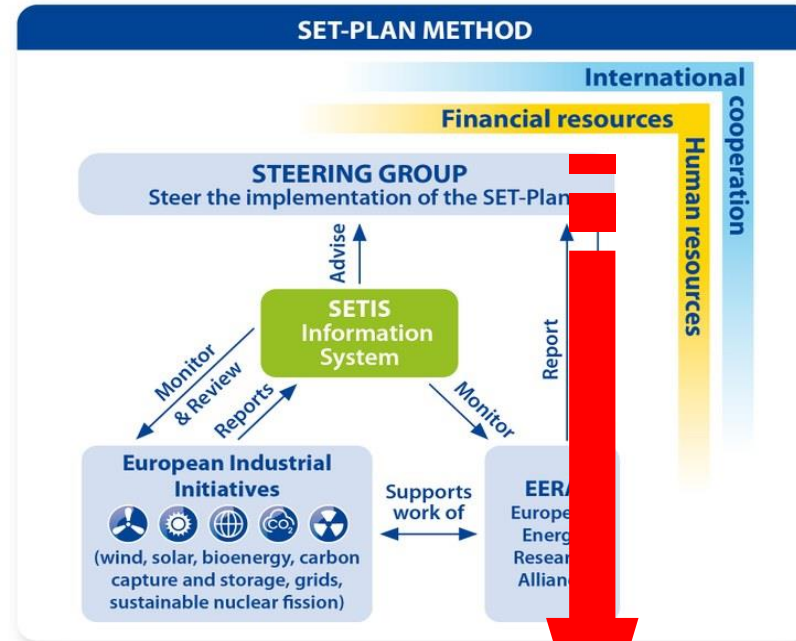 SET-PLAN METHOD
International
cooperation
Financial resources
Human resources
STEERING GROUP
Steer the implementation of the SET-Plan
Advise
SETIS
Information
System
Report
Monitor
& Review
Reports
Monitor
European Industrial
Initiatives
CO2
(wind, solar, bioenergy, carbon
capture and storage, grids,
sustainable nuclear fission)
Supports
work of
Energ